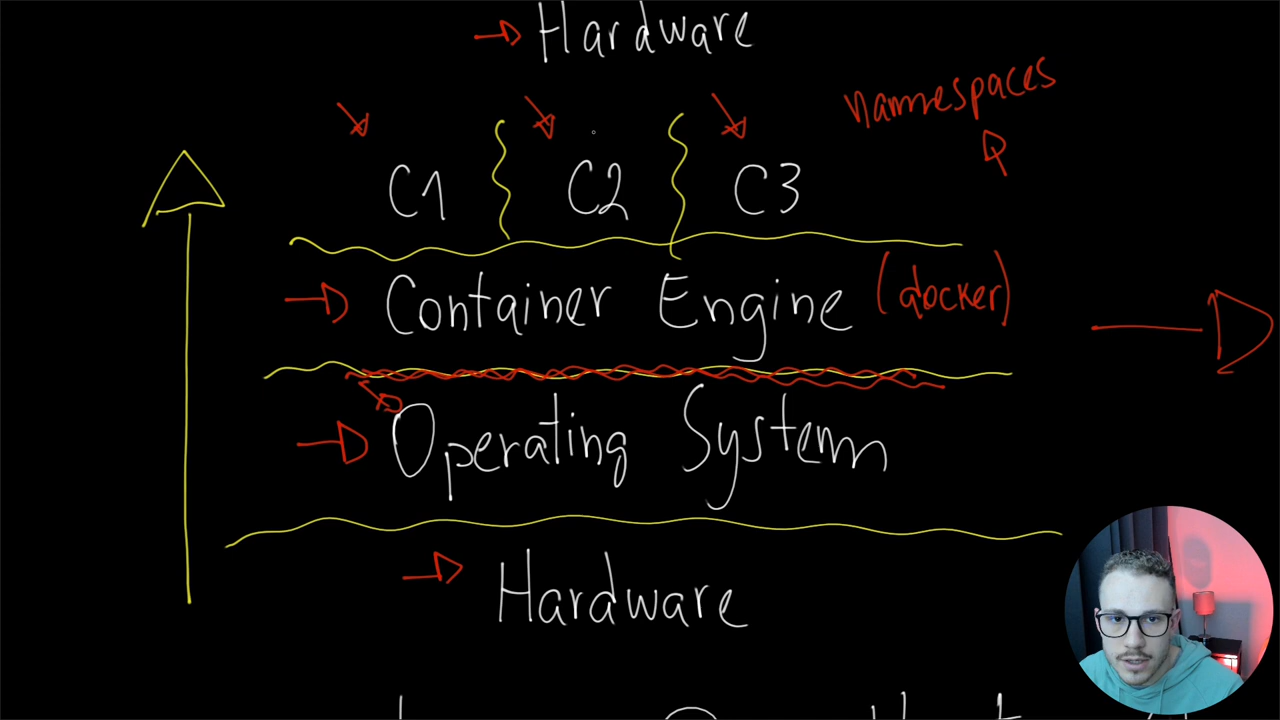 Hardware
namespaces
C1 C2 C3
Container Engine (docker)
Operating System
Hardware